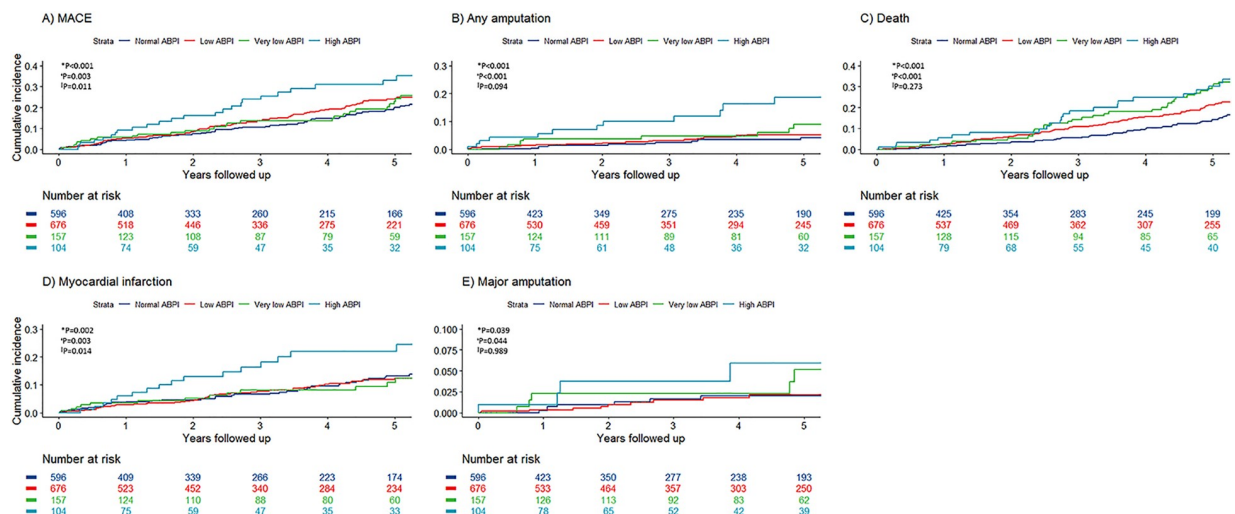 A) MACE
Strata Normal ABPI Low ABPI Very low ABPI High ABPI
*P<0.001
'P=0.003
‡P=0.011
Cumulative incidence
0.4
0.3
0.2
0.1
0.0
0 1 2 3 4 5
Years followed up
Number at risk
596 408 333 260 215 166
676 518 446 336 275 221
157 123 108 87 79 59
104 74 59 47 35 32
B) Any amputation
Strata Normal ABPI Low ABPI Very low ABPI High ABPI
*P<0.001
'P<0.001
‡P=0.094
0.3
0.2
0.1
0.0
0 1 2 3 4 5
Years followed up
Number at risk
596 423 349 275 235 190
676 530 459 351 294 245
157 124 111 89 81 60
104 75 61 48 36 32
C) Death
Strata Normal ABPI Low ABPI Very low ABPI High ABPI
*P<0.001
'P<0.001
‡P=0.273
0.4
0.3
0.2
0.1
0.0
0 1 2 3 4 5
Years followed up
Number at risk
596 425 354 283 245 199
676 537 469 362 307 255
157 128 115 94 85 65
104 79 68 55 45 40
D) Myocardial infarction
Strata Normal ABPI Low ABPI Very low ABPI High ABPI
*P=0.002
'P=0.003
‡P=0.014
Cumulative incidence
0.3
0.2
0.1
0.0
0 1 2 3 4 5
Years followed up
Number at risk
596 409 339 266 223 174
676 523 452 340 284 234
157 124 110 88 80 60
104 75 59 47 35 33
E) Major amputation
Strata Normal ABPI Low ABPI Very low ABPI High ABPI
*P=0.039
'P=0.044
‡P=0.989
0.100
0.075
0.050
0.025
0.000
0 1 2 3 4 5
Years followed up
Number at risk
596 423 350 277 238 193
676 533 464 357 303 250
157 126 113 92 83 62
104 78 65 52 42 39